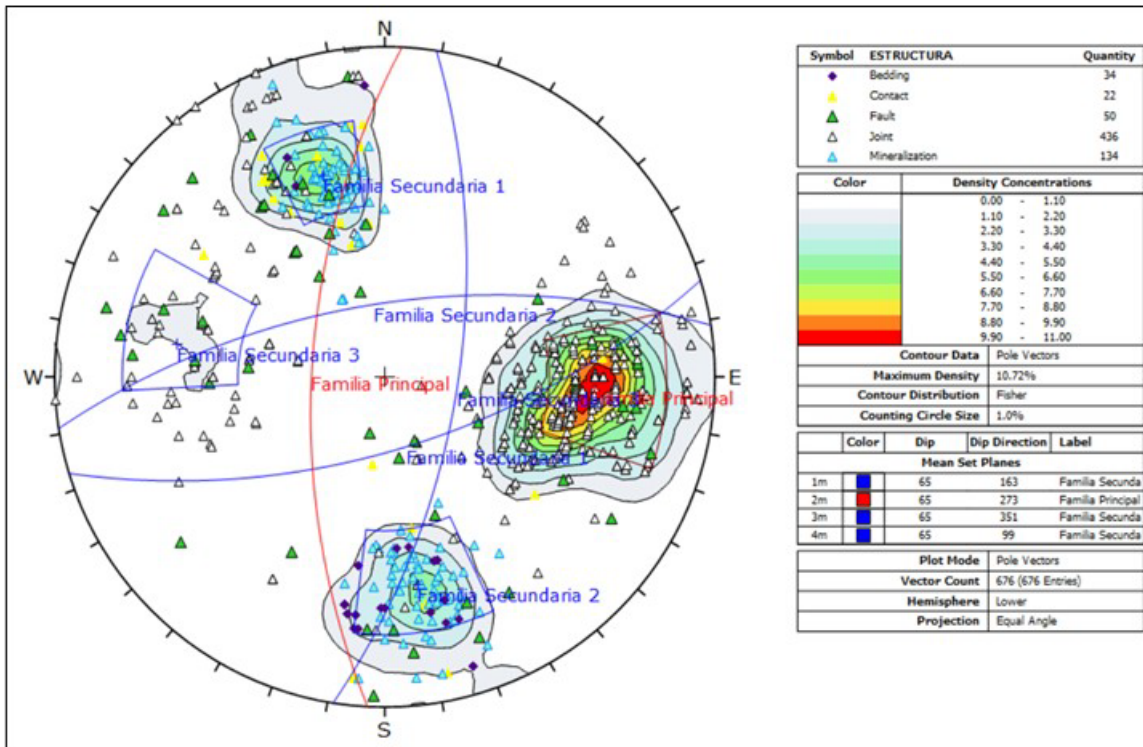 N
Familia Secundaria 1
Familia Secundaria 2
Familia Secundaria 3
W
Familia Principal
E
Familia Principal
Familia Secundaria 1
Familia Secundaria 2
S
Symbol ESTRUCTURA Quantity
Bedding 34
Contact 22
Fault 50
Joint 436
Mineralization 134
Color Density Concentrations
0.00 - 1.10
1.10 - 2.20
2.20 - 3.30
3.30 - 4.40
4.40 - 5.50
5.50 - 6.60
6.60 - 7.70
7.70 - 8.80
8.80 - 9.90
9.90 - 11.00
Contour Data Pole Vectors
Maximum Density 10.72%
Contour Distribution Fisher
Counting Circle Size 1.0%
Color Dip Dip Direction Label
Mean Set Planes
1m 65 163 Familia Secunda
2m 65 273 Familia Principal
3m 65 351 Familia Secunda
4m 65 99 Familia Secunda
Plot Mode Pole Vectors
Vector Count 676 (676 Entries)
Hemisphere Lower
Projection Equal Angle